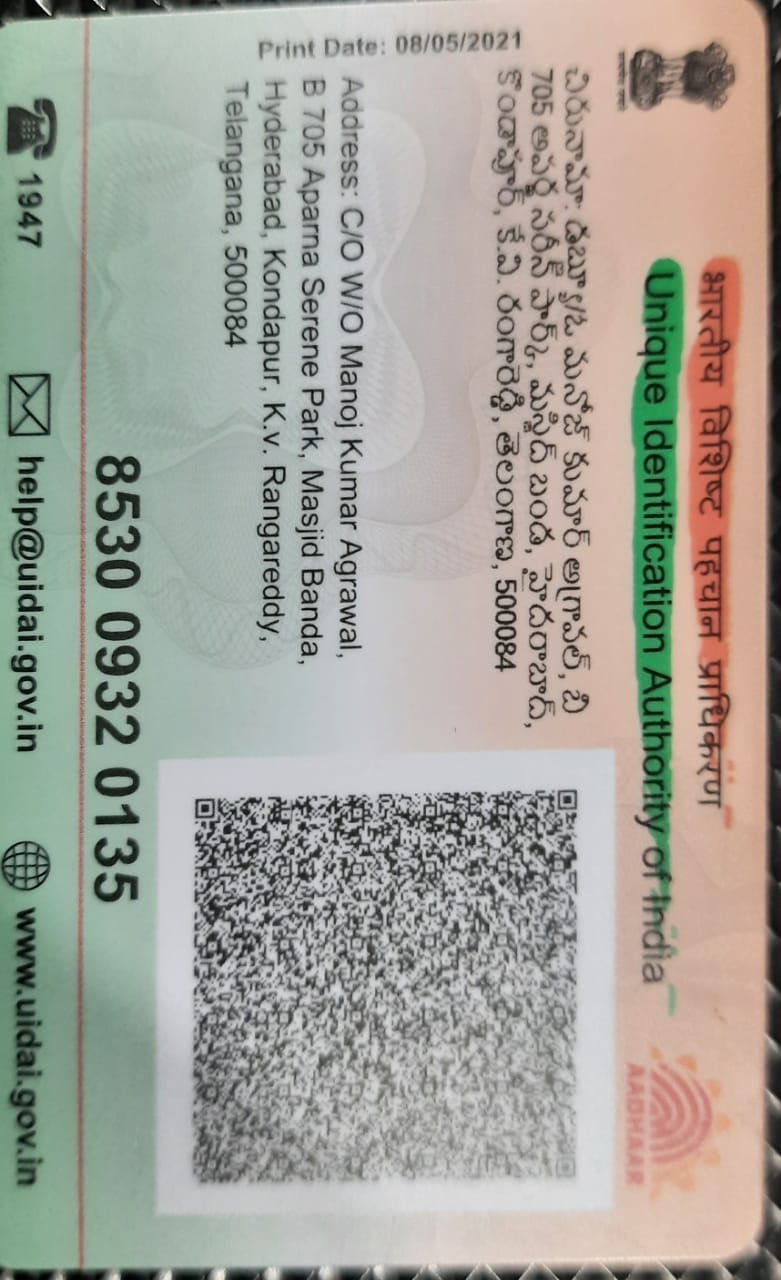 भारतीय विशिष्ट पहचान प्राधिकरण
Unique Identification Authority of India
AADHAAR
Print Date: 08/05/2021
చిరునామా: డబ్ల్యు/ఓ మనోజ్ కుమార్ అగ్రావల్, బి
705 అపర్ణ సరీన్ పార్క్, మస్జిద్ బండ, హైదరాబాద్,
కొండాపూర్, కె.వి. రంగారెడ్డి, తెలంగాణ, 500084
Address: C/O W/O Manoj Kumar Agrawal,
B 705 Aparna Serene Park, Masjid Banda,
Hyderabad, Kondapur, K.v. Rangareddy,
Telangana, 500084
8530 0932 0135
1947
help@uidai.gov.in
www.uidai.gov.in